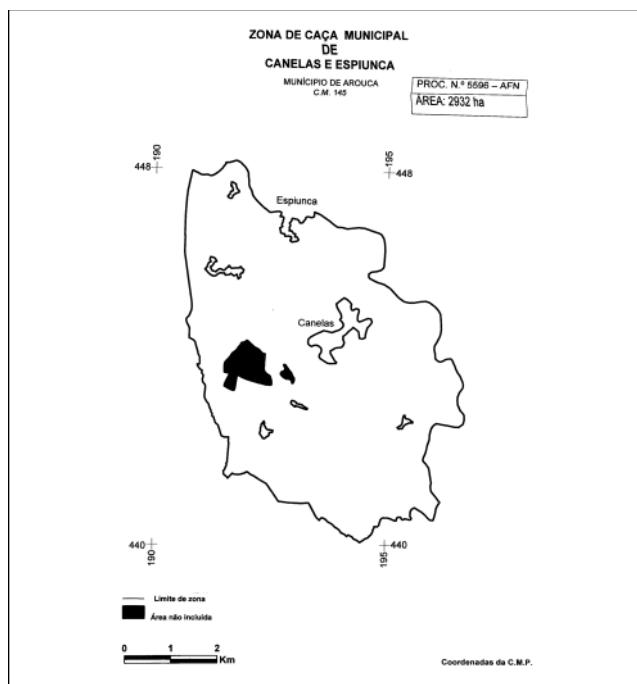 ZONA DE CAÇA MUNICIPAL
DE
CANELAS E ESPIUNCA
MUNÍCIPIO DE AROUCA
C.M. 145
PROC. N.º 5596 – AFN
ÁREA: 2932 ha
190
448
195
448
Espiunca
Canelas
440
190
440
195
Limite de zona
Área não incluída
0 1 2
Km
Coordenadas da C.M.P.